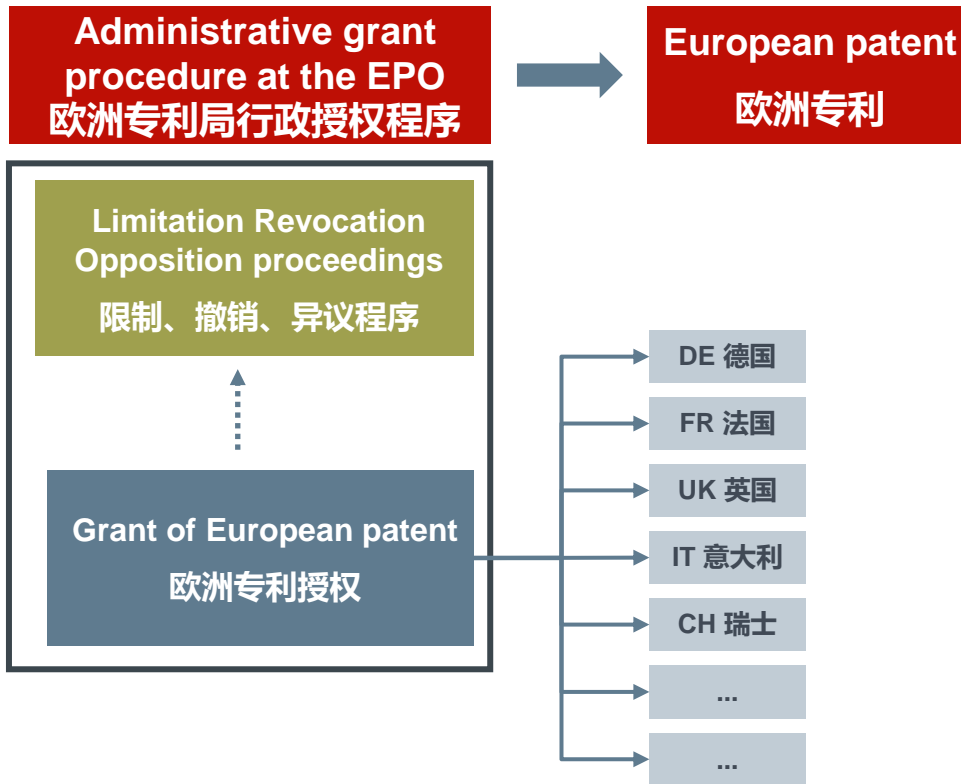 Administrative grant
procedure at the EPO
欧洲专利局行政授权程序
European patent
欧洲专利
Limitation Revocation
Opposition proceedings
限制、撤销、异议程序
Grant of European patent
欧洲专利授权
DE 德国
FR 法国
UK 英国
IT 意大利
CH 瑞士
...
...